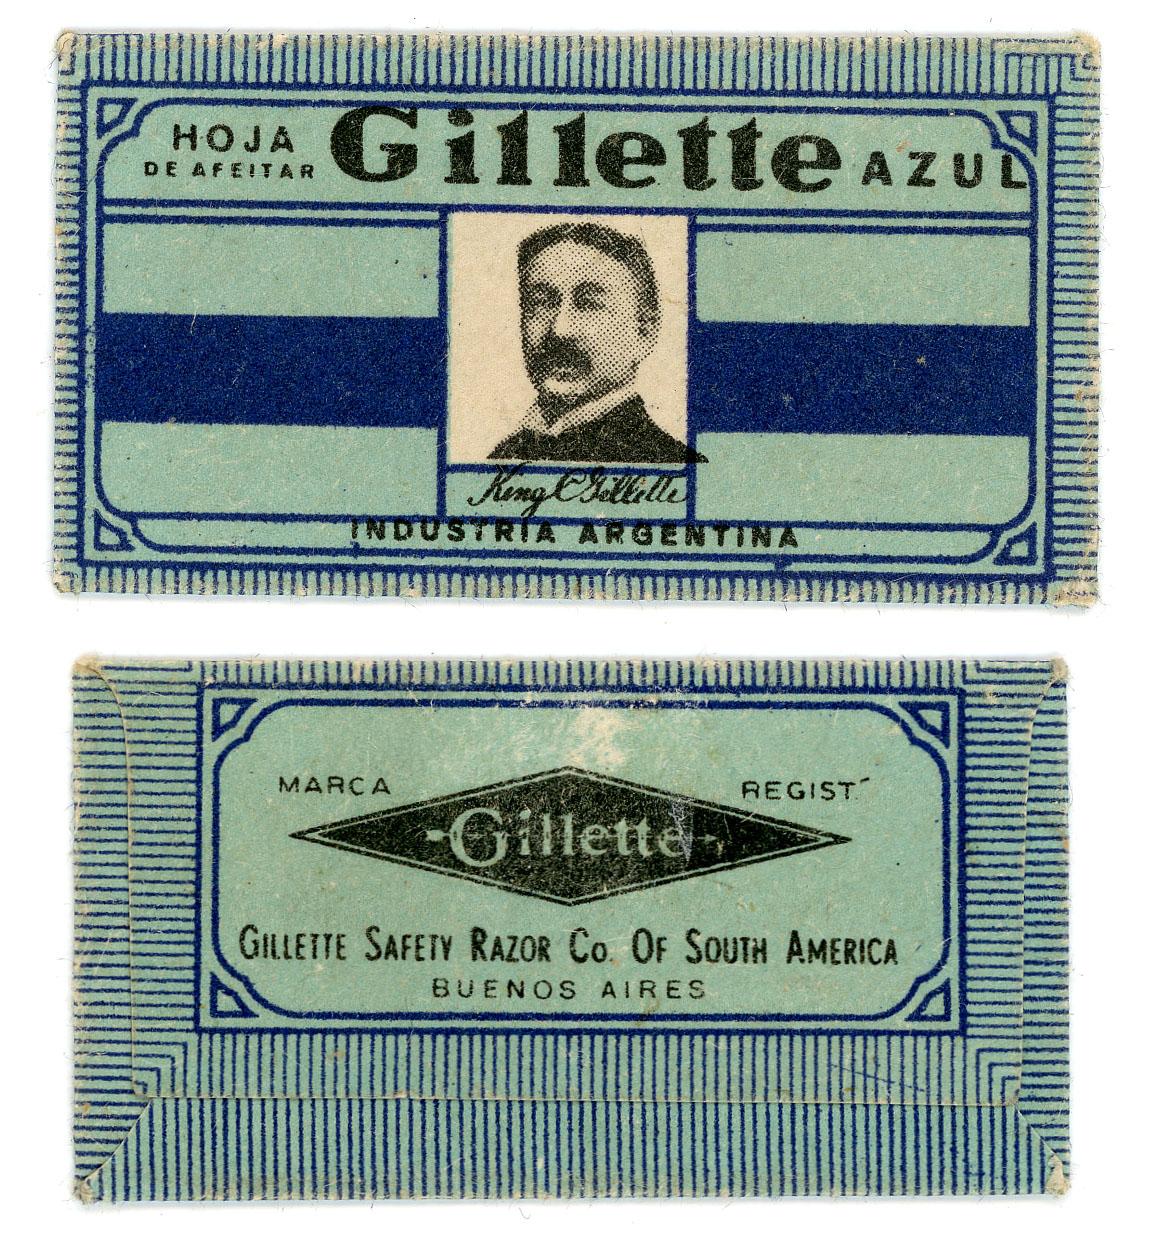 HOJA
DE AFEITAR
Gillette
AZUL
King C Gillette
INDUSTRIA ARGENTINA
MARCA
REGIST´
Gillette
GILLETTE SAFETY RAZOR Co. OF SOUTH AMERICA
BUENOS AIRES